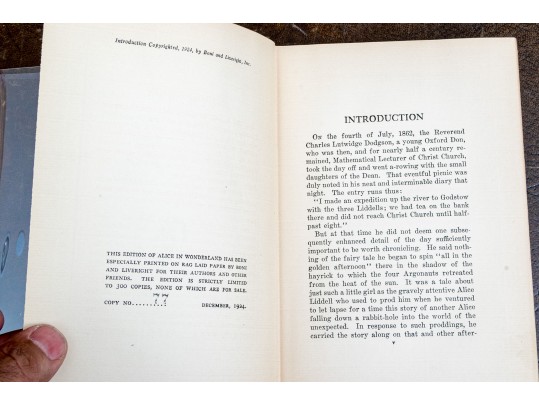 Introduction Copyrighted, 1924, by Boni and Liveright, Inc.
THIS EDITION OF ALICE IN WONDERLAND HAS BEEN
ESPECIALLY PRINTED ON RAG LAID PAPER BY BONI
AND LIVERIGHT FOR THEIR AUTHORS AND OTHER
FRIENDS. THE EDITION IS STRICTLY LIMITED
TO 300 COPIES, NONE OF WHICH ARE FOR SALE.
COPY NO...... DECEMBER, 1924.
INTRODUCTION
ON the fourth of July, 1862, the Reverend
Charles Lutwidge Dodgson, a young Oxford Don,
who was then, and for nearly half a century re-
mained, Mathematical Lecturer of Christ Church,
took the day off and went a-rowing with the small
daughters of the Dean. That eventful picnic was
duly noted in his neat and interminable diary that
night. The entry runs thus:
"I made an expedition up the river to Godstow
with the three Liddells; we had tea on the bank
there and did not reach Christ Church until half-
past eight."
But at that time he did not deem one sub-
sequently enhanced detail of the day sufficiently
important to be worth chronicling. He said noth-
ing of the fairy tale he began to spin "all in the
golden afternoon" there in the shadow of the
hayrick to which the four Argonauts retreated
from the heat of the sun. It was a tale about
just such a little girl as the gravely attentive Alice
Liddell who used to prod him when he ventured
to let lapse for a time this story of another Alice
falling down a rabbit-hole into the world of the
unexpected. In response to such proddings, he
carried the story along on that and other after-
v